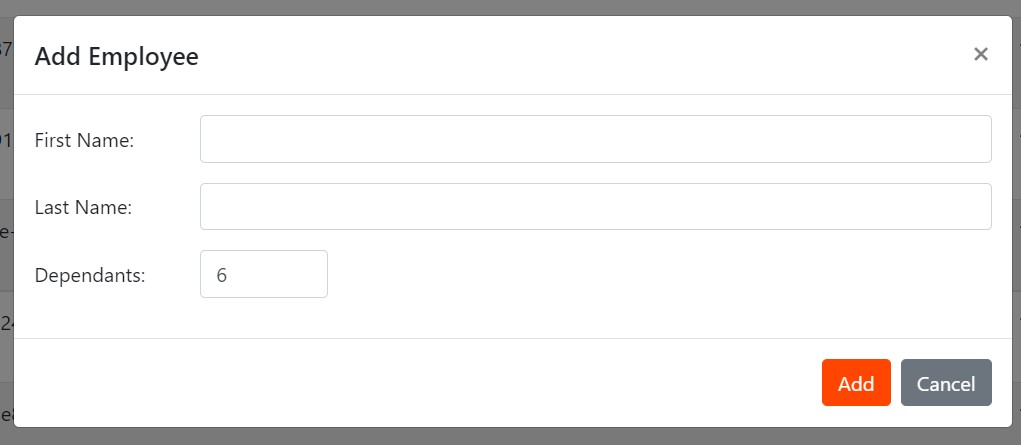 Add Employee ×
First Name:
Last Name:
Dependants: 6
Add Cancel